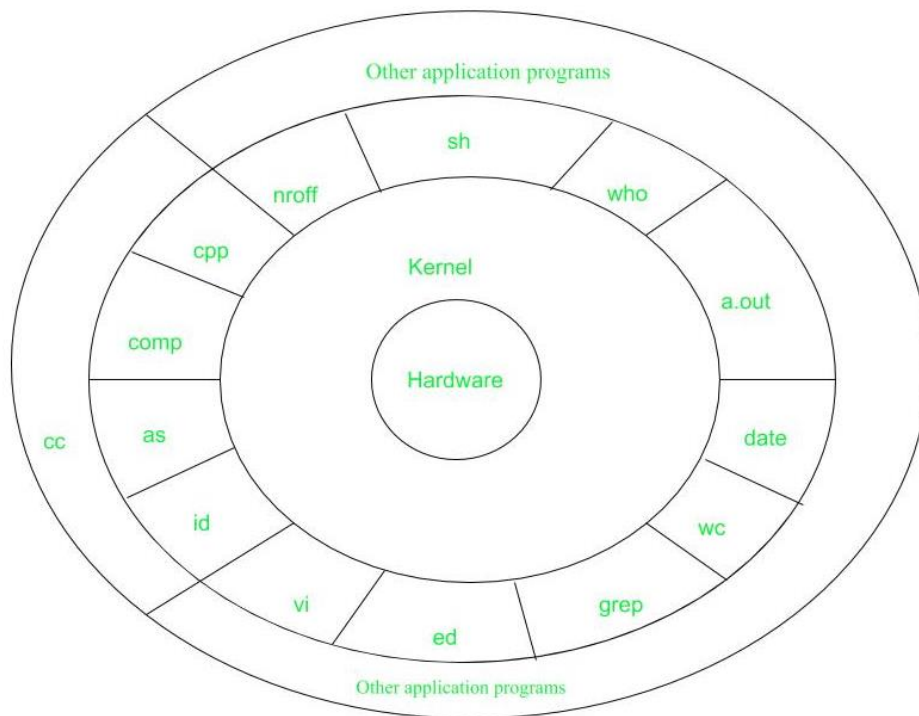 Other application programs
sh
nroff
who
cpp
Kernel
a.out
comp
Hardware
cc
as
date
id
wc
vi
ed
grep
Other application programs